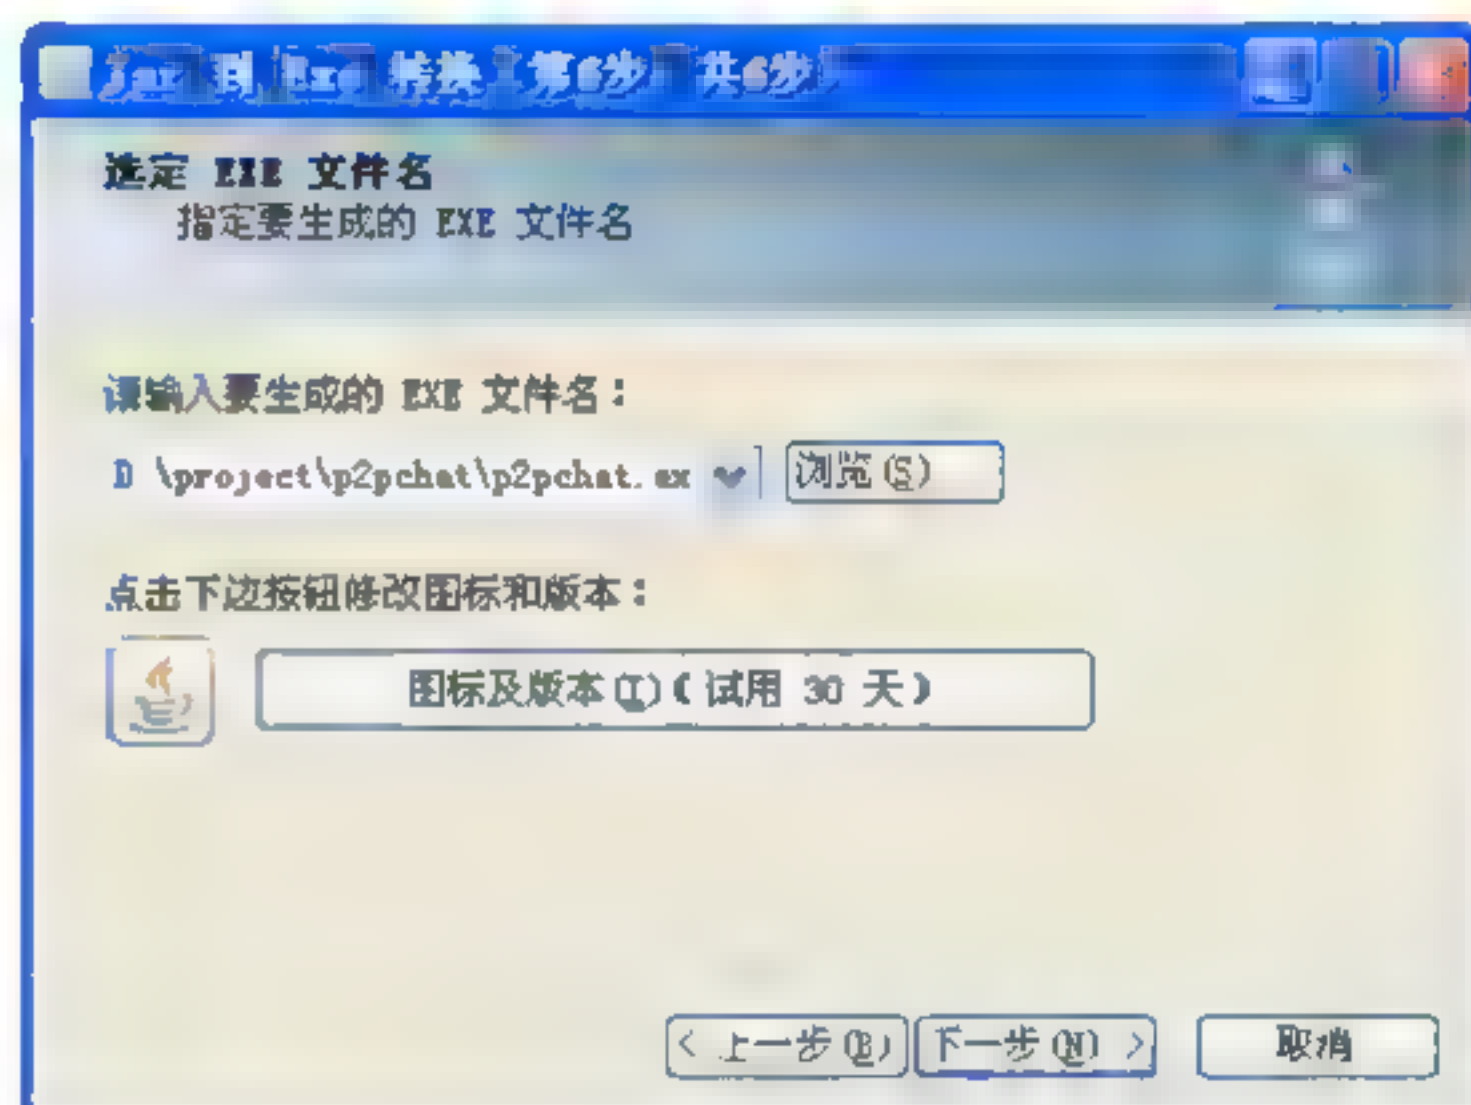 Jar 到 Exe 转换（第6步，共6步）
选定 EXE 文件名
指定要生成的 EXE 文件名
请输入要生成的 EXE 文件名：
D \project\p2pchat\p2pchat.ex
浏览(S)
点击下边按钮修改图标和版本：
图标及版本(I)(试用 30 天)
< 上一步(B) 下一步(N) > 取消